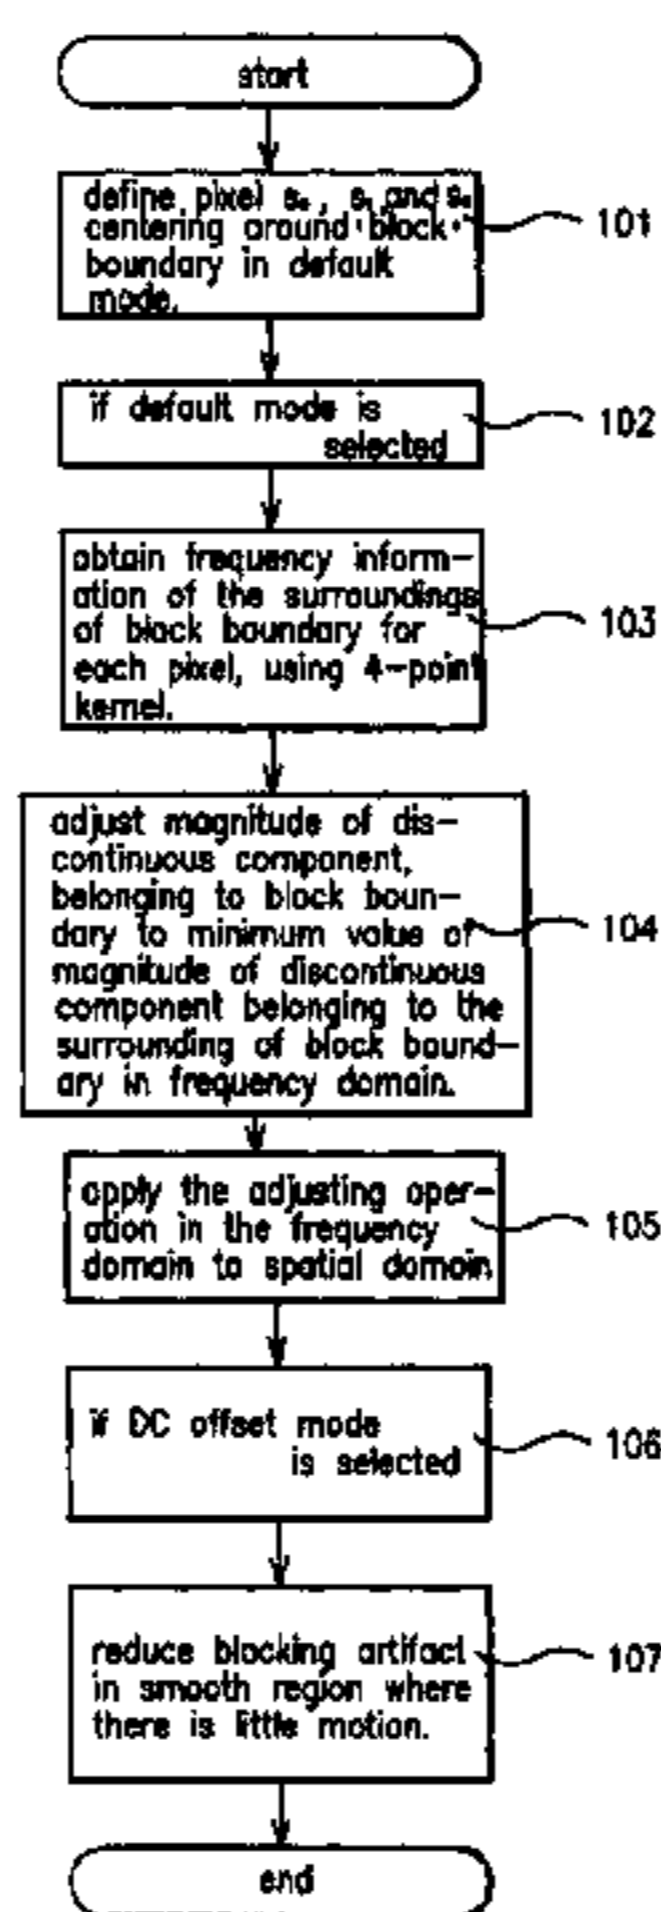 start
define pixel s₀, s₁ and s₂
centering around block
boundary in default
mode.
101
if default mode is
selected
102
obtain frequency inform-
ation of the surroundings
of block boundary for
each pixel, using 4-point
kernel.
103
adjust magnitude of dis-
continuous component,
belonging to block boun-
dary to minimum value of
magnitude of discontinuous
component belonging to the
surrounding of block bound-
ary in frequency domain.
104
apply the adjusting oper-
ation in the frequency
domain to spatial domain
105
if DC offset mode
is selected
106
reduce blocking artifact
in smooth region where
there is little motion.
107
end